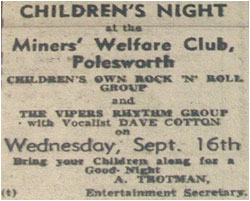 CHILDREN'S NIGHT
at the
Miners' Welfare Club,
Polesworth
CHILDREN'S OWN ROCK 'N' ROLL
GROUP
and
THE VIPERS RHYTHM GROUP
with Vocalist DAVE COTTON
on
Wednesday, Sept. 16th
Bring your Children along for a
Good Night
A. TROTMAN,
(t) Entertainment Secretary.